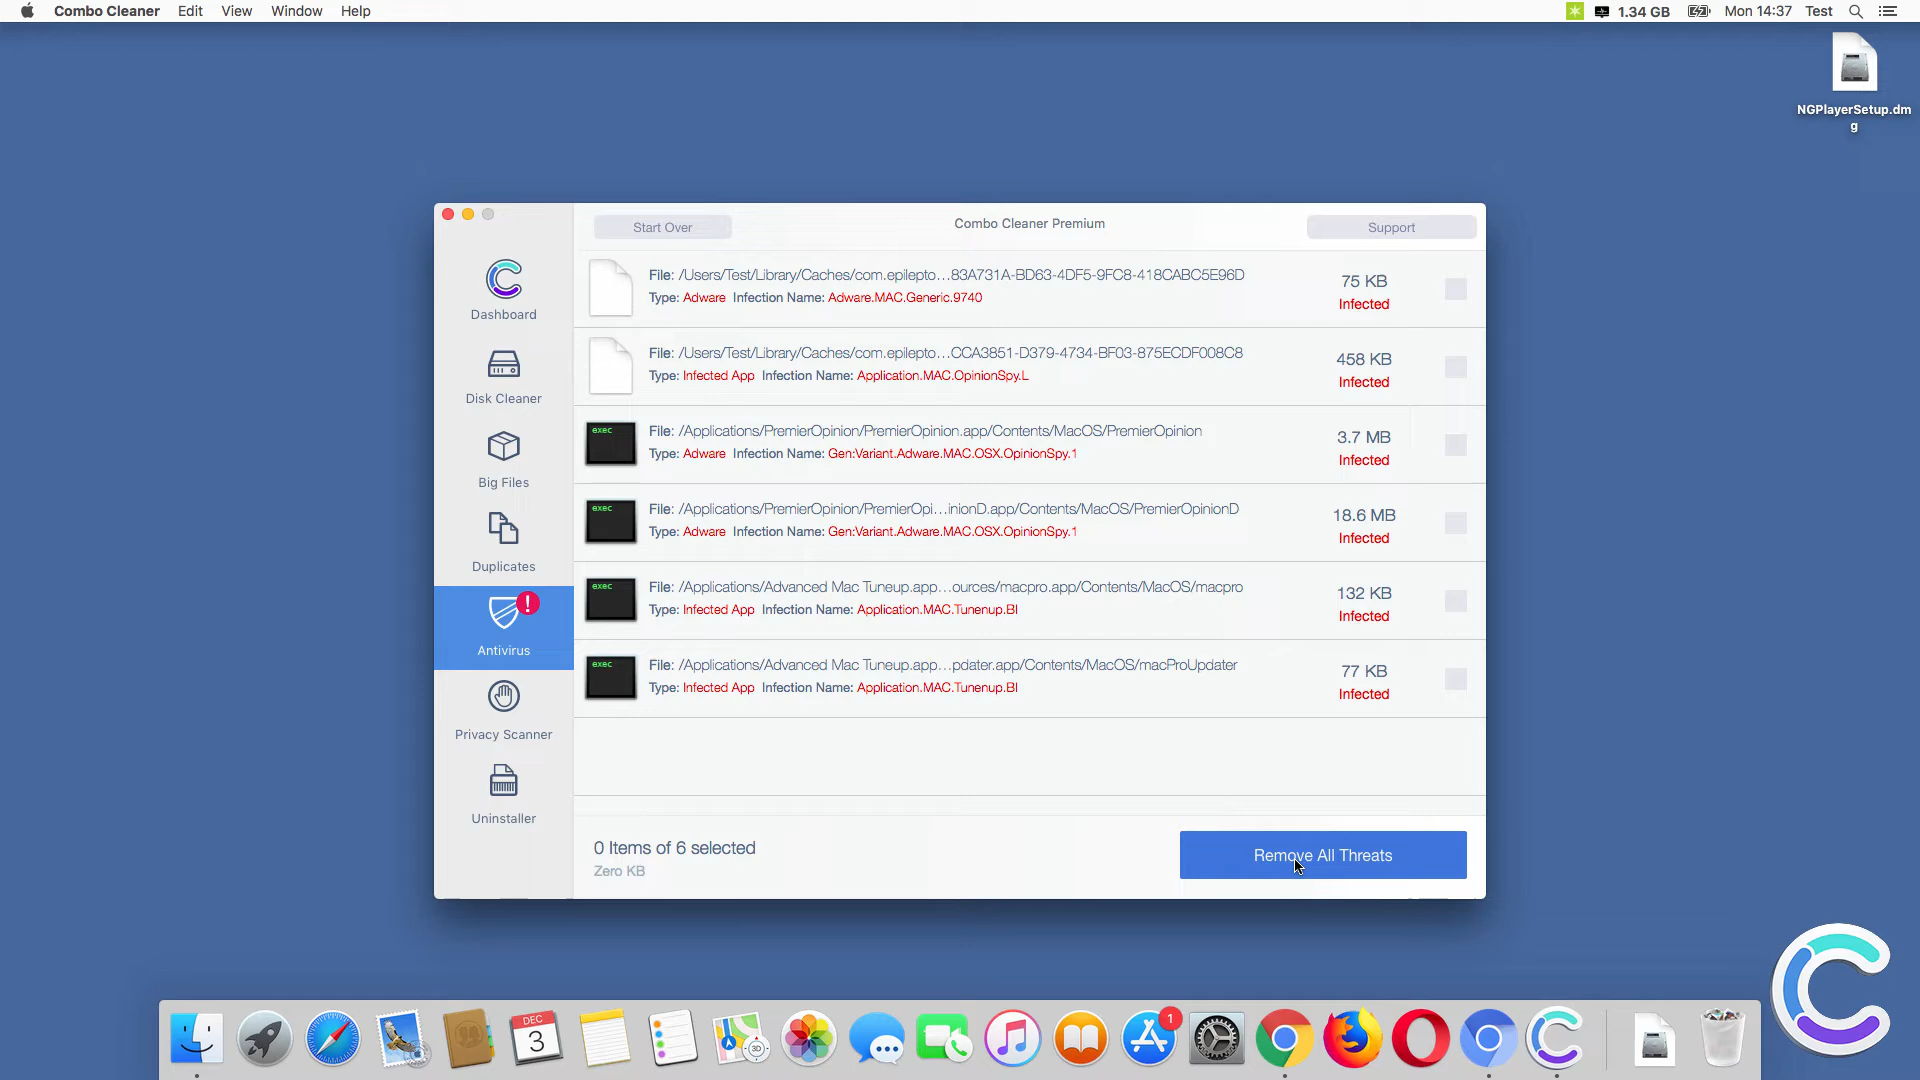 Combo Cleaner Edit View Window Help 1.34 GB Mon 14:37 Test
NGPlayerSetup.dm
g
Start Over Combo Cleaner Premium Support
Dashboard
Disk Cleaner
Big Files
Duplicates
Antivirus
Privacy Scanner
Uninstaller
File: /Users/Test/Library/Caches/com.epilepto...83A731A-BD63-4DF5-9FC8-418CABC5E96D 75 KB
Type: Adware Infection Name: Adware.MAC.Generic.9740 Infected
File: /Users/Test/Library/Caches/com.epilepto...CCA3851-D379-4734-BF03-875ECDF008C8 458 KB
Type: Infected App Infection Name: Application.MAC.OpinionSpy.L Infected
exec
File: /Applications/PremierOpinion/PremierOpinion.app/Contents/MacOS/PremierOpinion 3.7 MB
Type: Adware Infection Name: Gen:Variant.Adware.MAC.OSX.OpinionSpy.1 Infected
exec
File: /Applications/PremierOpinion/PremierOpi...inionD.app/Contents/MacOS/PremierOpinionD 18.6 MB
Type: Adware Infection Name: Gen:Variant.Adware.MAC.OSX.OpinionSpy.1 Infected
exec
File: /Applications/Advanced Mac Tuneup.app...ources/macpro.app/Contents/MacOS/macpro 132 KB
Type: Infected App Infection Name: Application.MAC.Tunenup.BI Infected
exec
File: /Applications/Advanced Mac Tuneup.app...pdater.app/Contents/MacOS/macProUpdater 77 KB
Type: Infected App Infection Name: Application.MAC.Tunenup.BI Infected
0 Items of 6 selected
Zero KB
Remove All Threats
DEC
3
3D
1